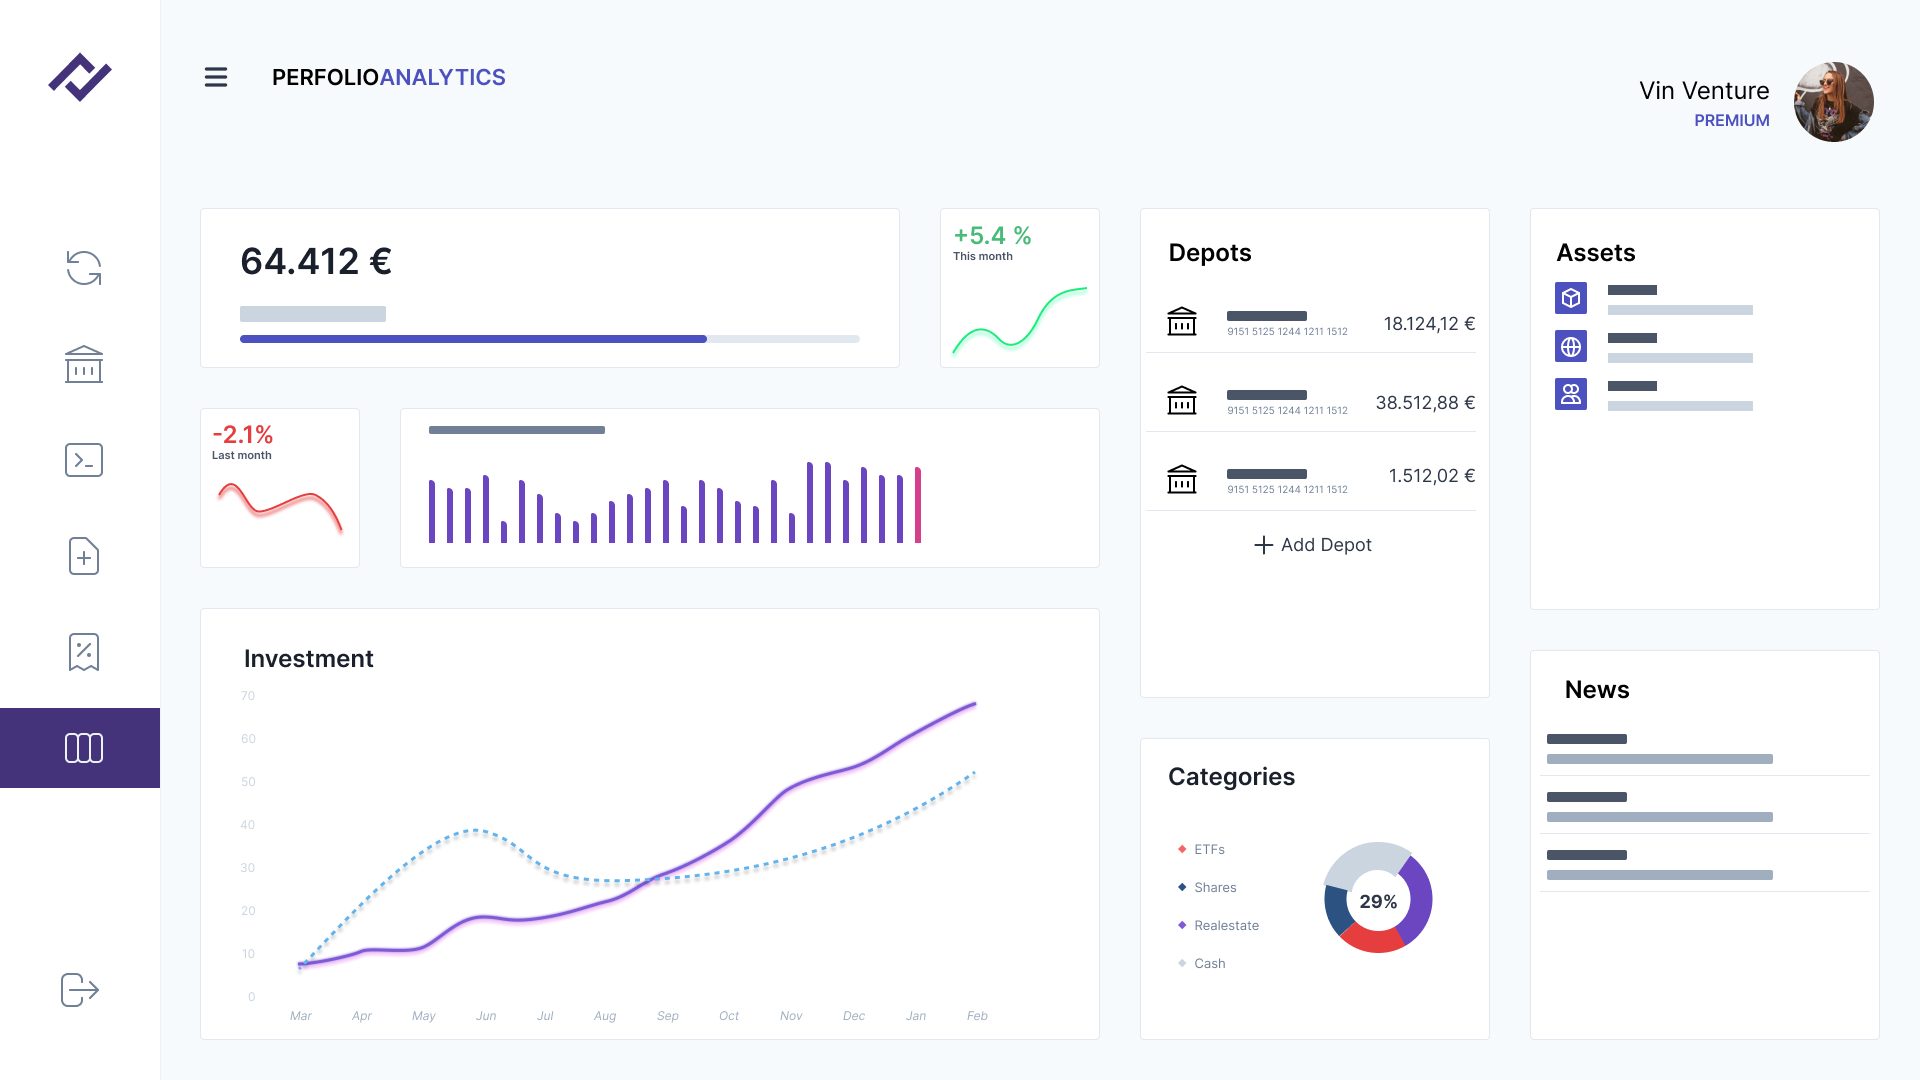 PERFOLIOANALYTICS
Vin Venture
PREMIUM
64.412 €
+5.4 %
This month
-2.1%
Last month
Investment
70
60
50
40
30
20
10
0
Mar Apr May Jun Jul Aug Sep Oct Nov Dec Jan Feb
Depots
9151 5125 1244 1211 1512
18.124,12 €
9151 5125 1244 1211 1512
38.512,88 €
9151 5125 1244 1211 1512
1.512,02 €
Add Depot
Categories
ETFs
Shares
Realestate
Cash
29%
Assets
News